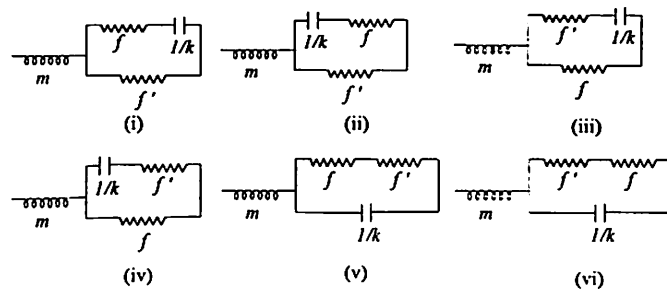 f 1/k
m
f '
(i)
1/k f
m
f '
(ii)
f ' 1/k
m
f
(iii)
1/k f '
m
f
(iv)
f f '
m
1/k
(v)
f ' f
m
1/k
(vi)